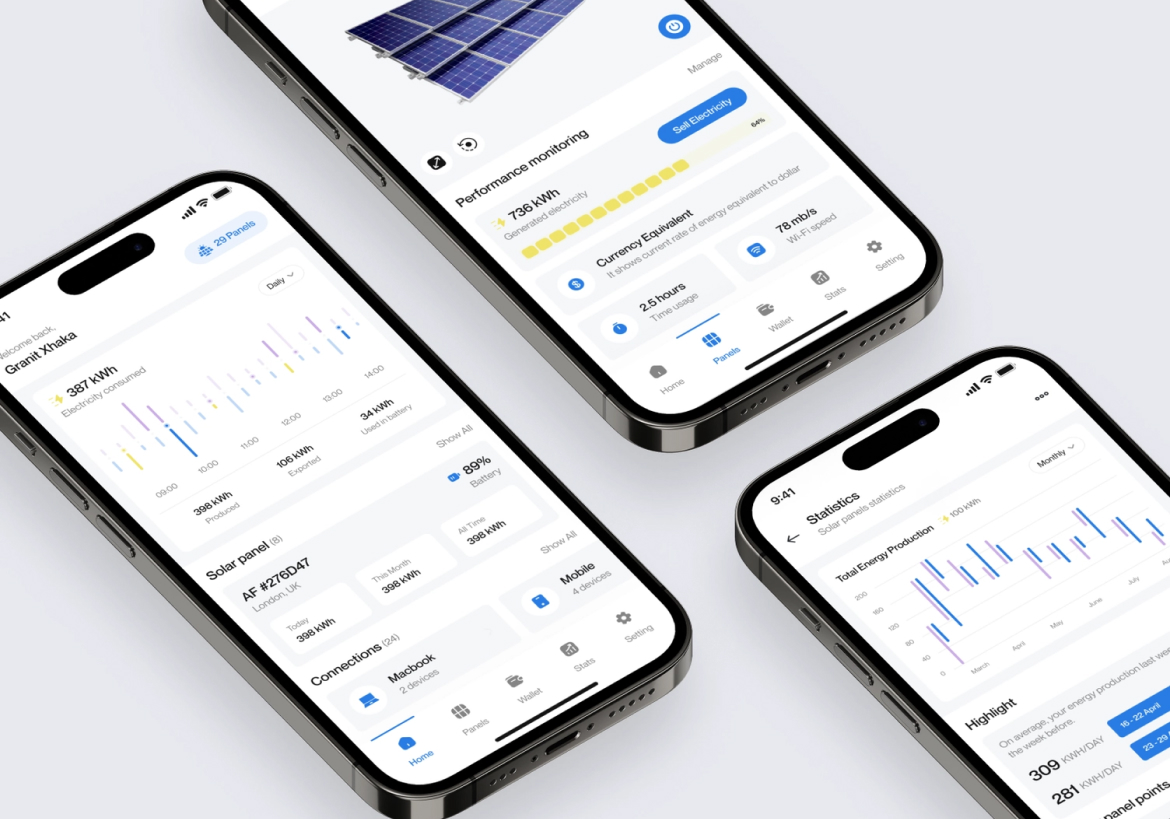 Manage
Performance monitoring
Sell Electricity
736 kWh
Generated electricity
64%
Currency Equivalent
It shows current rate of energy equivalent to dollar
2.5 hours
Time usage
78 mb/s
Wi-Fi speed
Home
Panels
Wallet
Stats
Setting
41
Welcome back,
Granit Xhaka
29 Panels
Daily
387 kWh
Electricity consumed
09:00 10:00 11:00 12:00 13:00 14:00
398 kWh
Produced
106 kWh
Exported
34 kWh
Used in battery
Solar panel (8)
Show All
AF #276D47
London, UK
89%
Battery
Today
398 kWh
This Month
398 kWh
All Time
398 kWh
Connections (24)
Show All
Macbook
2 devices
Mobile
4 devices
Home
Panels
Wallet
Stats
Setting
9:41
Statistics
Solar panels statistics
Monthly
Total Energy Production
100 kWh
200
160
120
80
40
0
March April May June July
Highlight
On average, your energy production last wee
the week before.
309 KWH/DAY
16 - 22 April
281 KWH/DAY
23 - 29 A
panel points